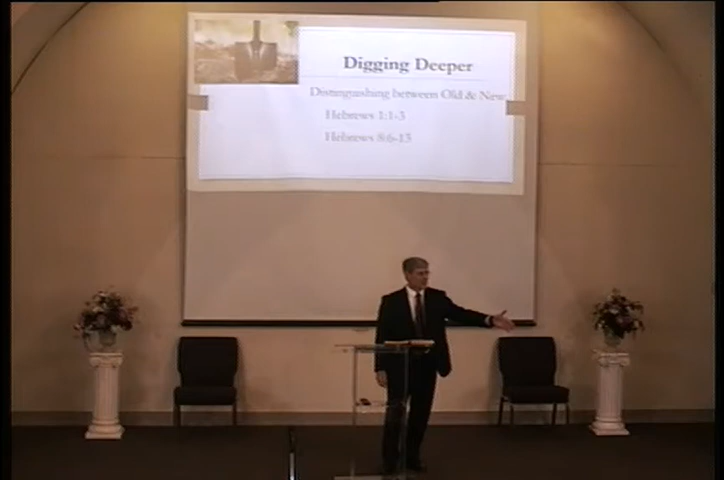 Digging Deeper
Distinguishing between Old & New
Hebrews 1:1-3
Hebrews 8:6-13